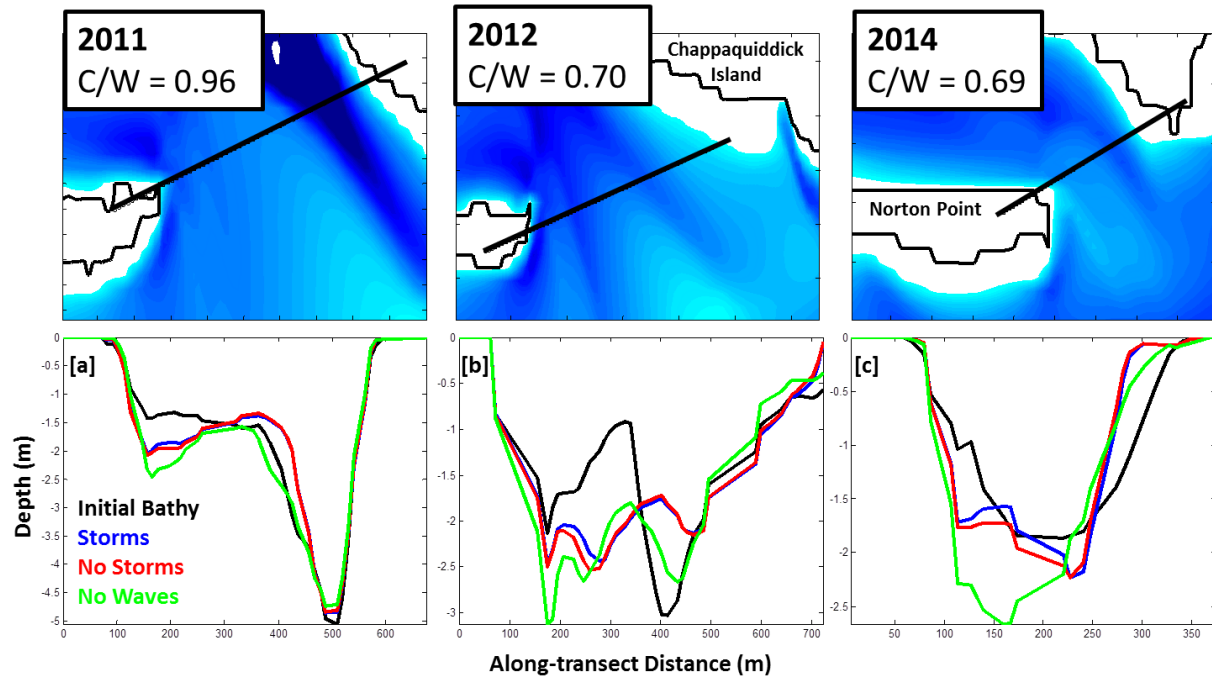 2011
C/W = 0.96
2012
C/W = 0.70
Chappaquiddick
Island
2014
C/W = 0.69
Norton Point
[a]
[b]
[c]
Depth (m)
0
-0.5
-1
-1.5
-2
-2.5
-3
-3.5
-4
-4.5
-5
Initial Bathy
Storms
No Storms
No Waves
0 100 200 300 400 500 600
0
-0.5
-1
-1.5
-2
-2.5
-3
0 100 200 300 400 500 600 700
0
-0.5
-1
-1.5
-2
-2.5
50 100 150 200 250 300 350
Along-transect Distance (m)